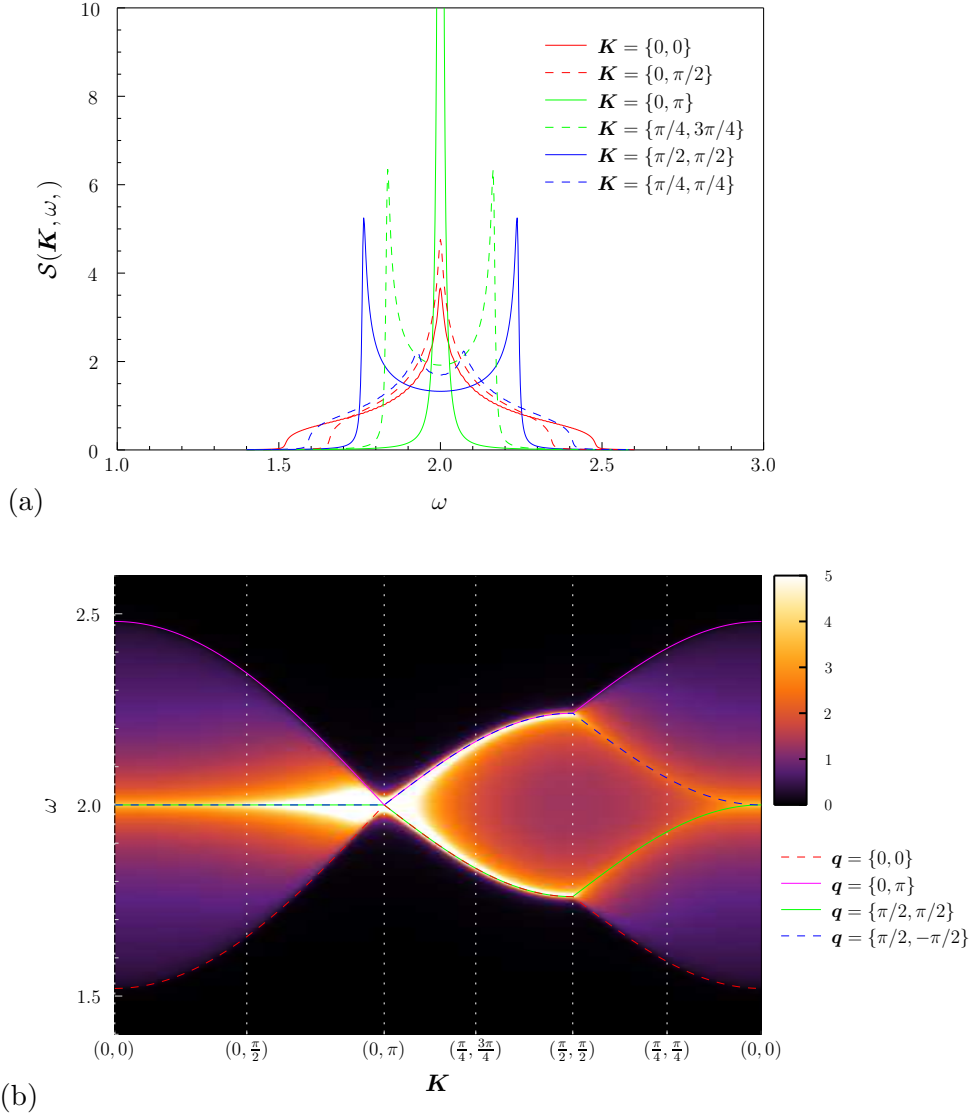 10
8
6
4
2
0
S(K, ω,)
K = {0, 0}
K = {0, π/2}
K = {0, π}
K = {π/4, 3π/4}
K = {π/2, π/2}
K = {π/4, π/4}
1.0 1.5 2.0 2.5 3.0
ω
(a)
2.5
2.0
1.5
ω
5
4
3
2
1
0
q = {0, 0}
q = {0, π}
q = {π/2, π/2}
q = {π/2, −π/2}
(0, 0) (0, π/2) (0, π) (π/4, 3π/4) (π/2, π/2) (π/4, π/4) (0, 0)
K
(b)